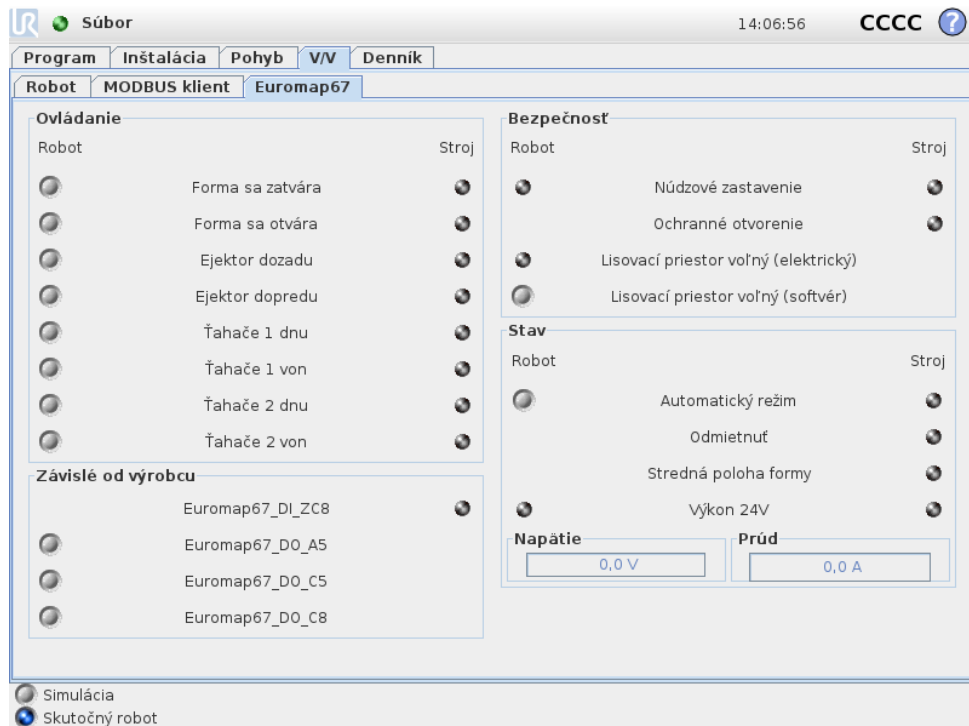 UR Súbor 14:06:56 CCCC ?
Program Inštalácia Pohyb V/V Denník
Robot MODBUS klient Euromap67
Ovládanie
Robot Stroj
Forma sa zatvára
Forma sa otvára
Ejektor dozadu
Ejektor dopredu
Ťahače 1 dnu
Ťahače 1 von
Ťahače 2 dnu
Ťahače 2 von
Závislé od výrobcu
Euromap67_DI_ZC8
Euromap67_DO_A5
Euromap67_DO_C5
Euromap67_DO_C8
Bezpečnosť
Robot Stroj
Núdzové zastavenie
Ochranné otvorenie
Lisovací priestor voľný (elektrický)
Lisovací priestor voľný (softvér)
Stav
Robot Stroj
Automatický režim
Odmietnuť
Stredná poloha formy
Výkon 24V
Napätie Prúd
0,0 V 0,0 A
Simulácia
Skutočný robot